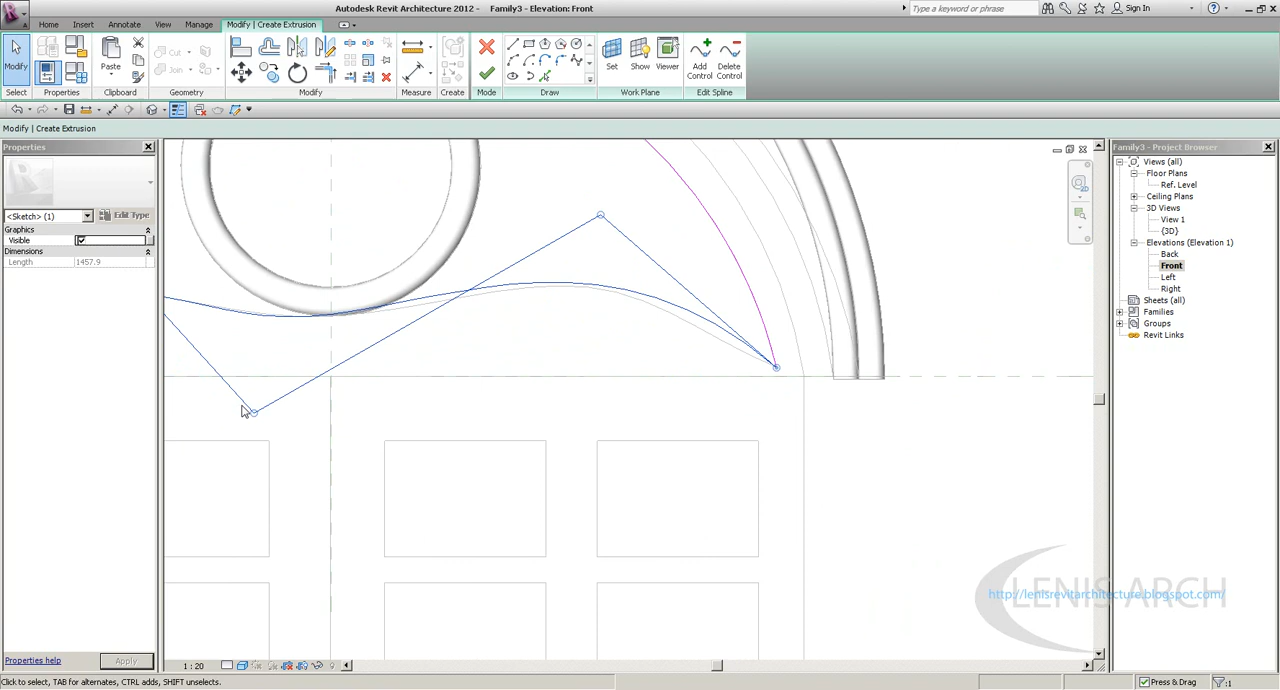 Autodesk Revit Architecture 2012 - Family3 - Elevation: Front
Type a keyword or phrase
Sign In
Home Insert Annotate View Manage Modify | Create Extrusion
Modify
Paste
Cut
Join
Set Show Viewer
Add Control
Delete Control
Select Properties Clipboard Geometry Modify Measure Create Mode Draw Work Plane Edit Spline
Modify | Create Extrusion
Properties
<Sketch> (1)
Edit Type
Graphics
Visible
Dimensions
Length 1457.9
Properties help
Apply
Family3 - Project Browser
Views (all)
Floor Plans
Ref. Level
Ceiling Plans
3D Views
View 1
{3D}
Elevations (Elevation 1)
Back
Front
Left
Right
Sheets (all)
Families
Groups
Revit Links
LENIS ARCH
http://lenisrevitarchitecture.blogspot.com/
1 : 20
Click to select, TAB for alternates, CTRL adds, SHIFT unselects.
Press & Drag
:1